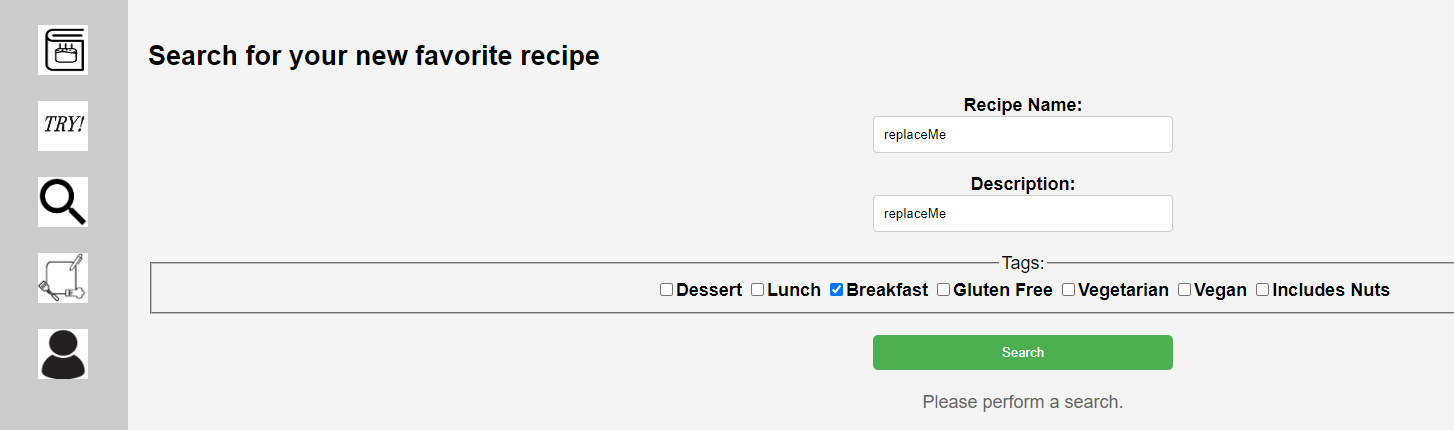 Search for your new favorite recipe
TRY!
Recipe Name:
replaceMe
Description:
replaceMe
Tags:
Dessert Lunch Breakfast Gluten Free Vegetarian Vegan Includes Nuts
Search
Please perform a search.